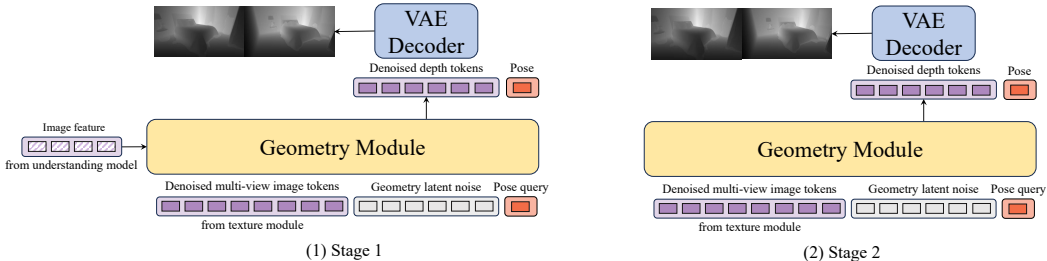 VAE
Decoder
Denoised depth tokens
Pose
Image feature
from understanding model
Geometry Module
Denoised multi-view image tokens
Geometry latent noise
Pose query
from texture module
(1) Stage 1
VAE
Decoder
Denoised depth tokens
Pose
Geometry Module
Denoised multi-view image tokens
Geometry latent noise
Pose query
from texture module
(2) Stage 2